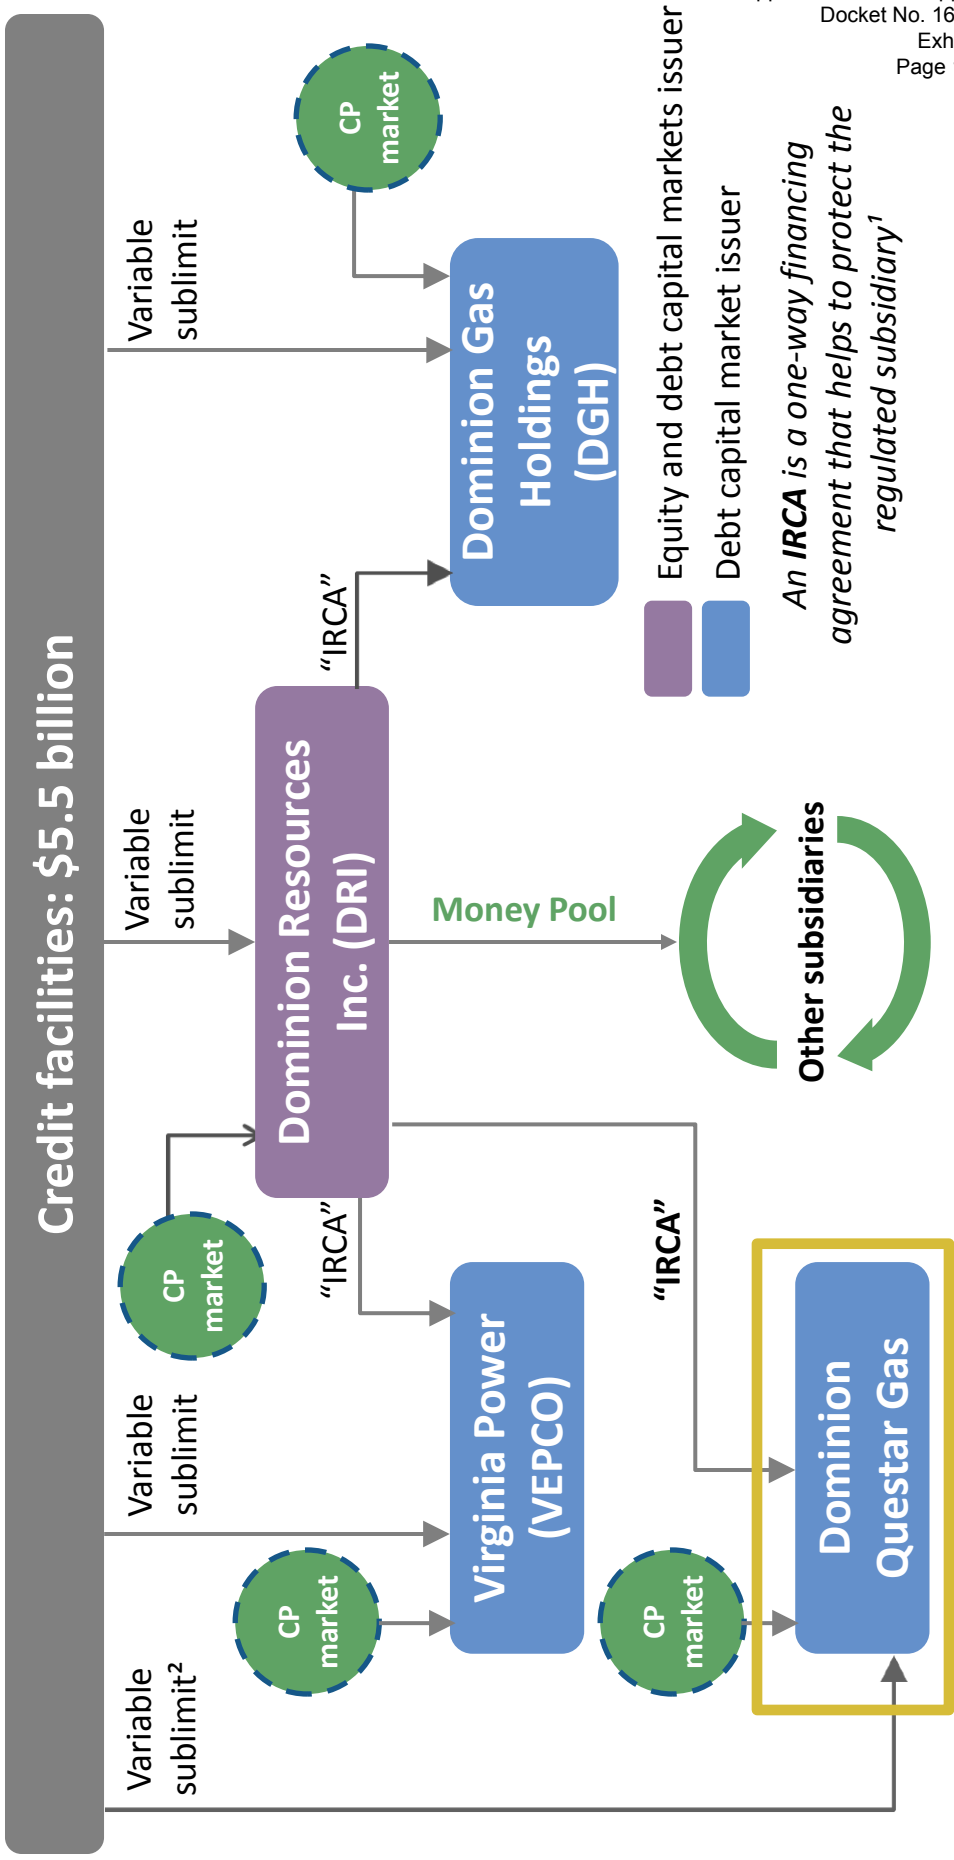 Docket No. 16
Exh
Page
Credit facilities: $5.5 billion
Variable
sublimit²
Variable
sublimit
Variable
sublimit
Variable
sublimit
CP
market
CP
market
CP
market
CP
market
Dominion Resources
Inc. (DRI)
"IRCA"
"IRCA"
"IRCA"
Virginia Power
(VEPCO)
Dominion Gas
Holdings
(DGH)
Money Pool
Other subsidiaries
Dominion
Questar Gas
Equity and debt capital markets issuer
Debt capital market issuer
An IRCA is a one-way financing
agreement that helps to protect the
regulated subsidiary¹